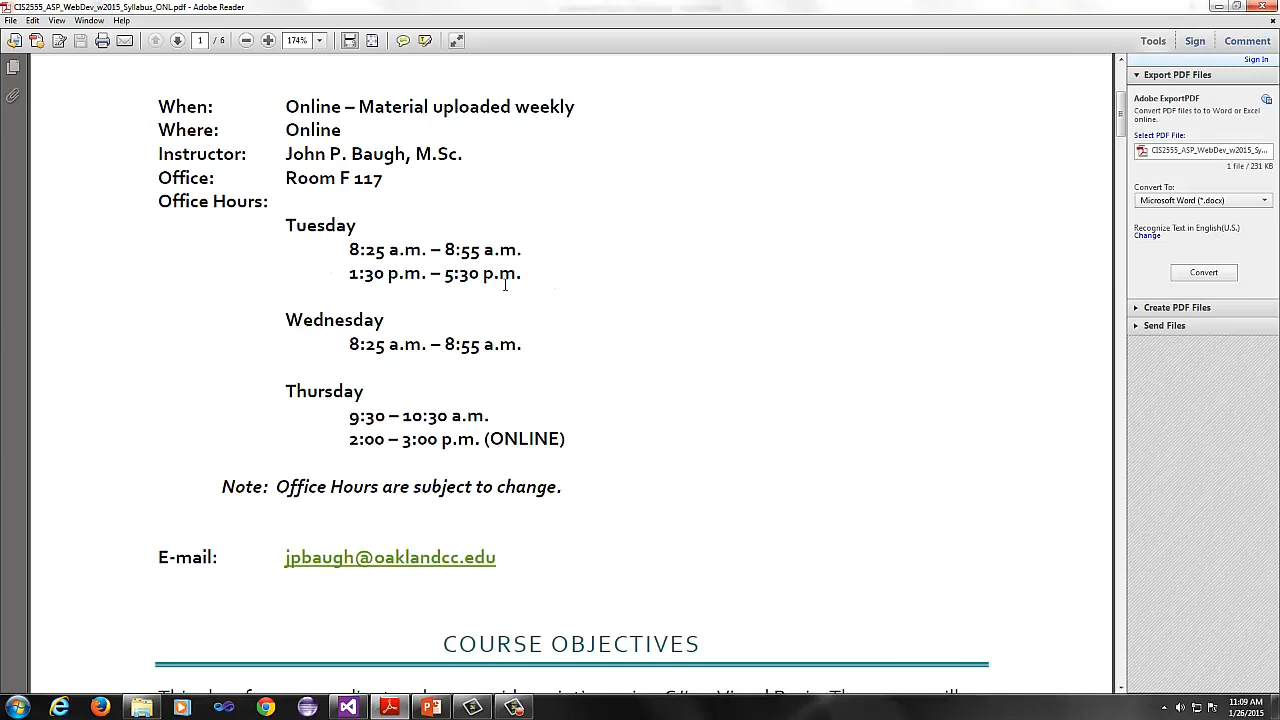 CIS2555_ASP_WebDev_w2015_Syllabus_ONL.pdf - Adobe Reader
File Edit View Window Help
1 / 6 174% Tools Sign Comment
Sign In
Export PDF Files
Adobe ExportPDF
Convert PDF files to to Word or Excel
online.
Select PDF File:
CIS2555_ASP_WebDev_w2015_Sy...
1 file / 231 KB
Convert To:
Microsoft Word (*.docx)
Recognize Text in English(U.S.)
Change
Convert
Create PDF Files
Send Files
When: Online – Material uploaded weekly
Where: Online
Instructor: John P. Baugh, M.Sc.
Office: Room F 117
Office Hours:
Tuesday
8:25 a.m. – 8:55 a.m.
1:30 p.m. – 5:30 p.m.
Wednesday
8:25 a.m. – 8:55 a.m.
Thursday
9:30 – 10:30 a.m.
2:00 – 3:00 p.m. (ONLINE)
Note: Office Hours are subject to change.
E-mail: jpbaugh@oaklandcc.edu
COURSE OBJECTIVES
11:09 AM
1/26/2015